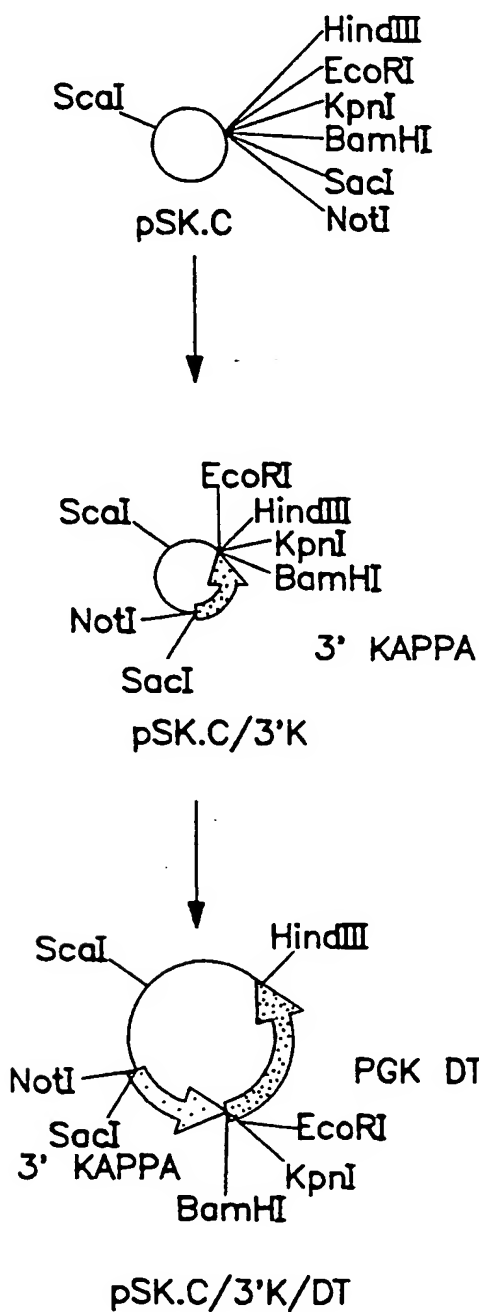 HindIII
EcoRI
ScaI
KpnI
BamHI
SacI
NotI
pSK.C
EcoRI
ScaI
HindIII
KpnI
BamHI
NotI
3' KAPPA
SacI
pSK.C/3'K
HindIII
ScaI
PGK DT
NotI
EcoRI
SacI
3' KAPPA
KpnI
BamHI
pSK.C/3'K/DT